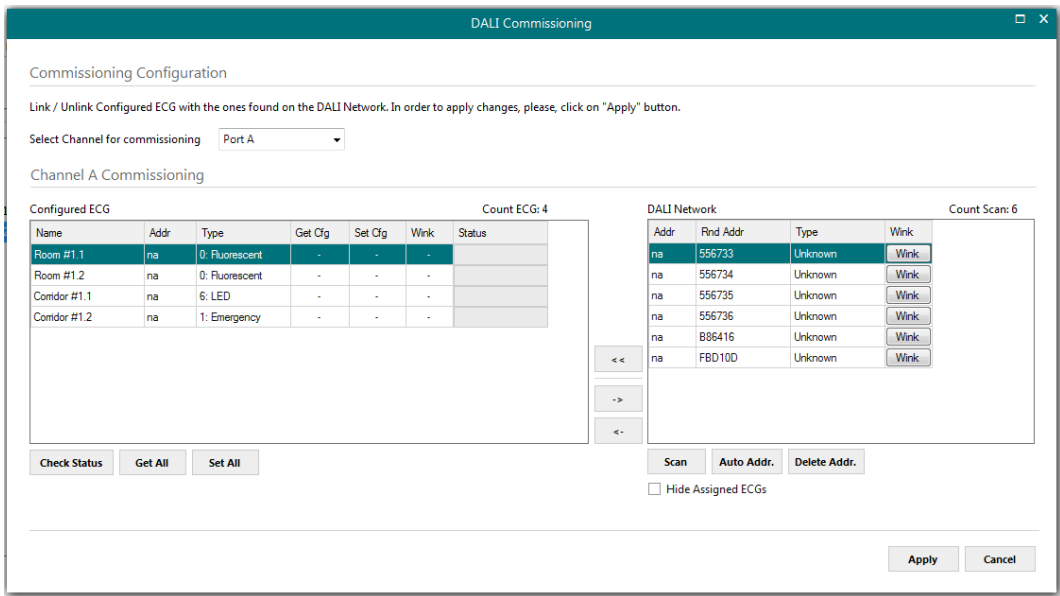 DALI Commissioning
Commissioning Configuration
Link / Unlink Configured ECG with the ones found on the DALI Network. In order to apply changes, please, click on "Apply" button.
Select Channel for commissioning Port A
Channel A Commissioning
Configured ECG Count ECG: 4 DALI Network Count Scan: 6
Name Addr Type Get Cfg Set Cfg Wink Status Addr Rnd Addr Type Wink
Room #1.1 na 0: Fluorescent - - - na 556733 Unknown Wink
Room #1.2 na 0: Fluorescent - - - na 556734 Unknown Wink
Corridor #1.1 na 6: LED - - - na 556735 Unknown Wink
Corridor #1.2 na 1: Emergency - - - na 556736 Unknown Wink
na B86416 Unknown Wink
<< na FBD10D Unknown Wink
->
<-
Check Status Get All Set All Scan Auto Addr. Delete Addr.
Hide Assigned ECGs
Apply Cancel